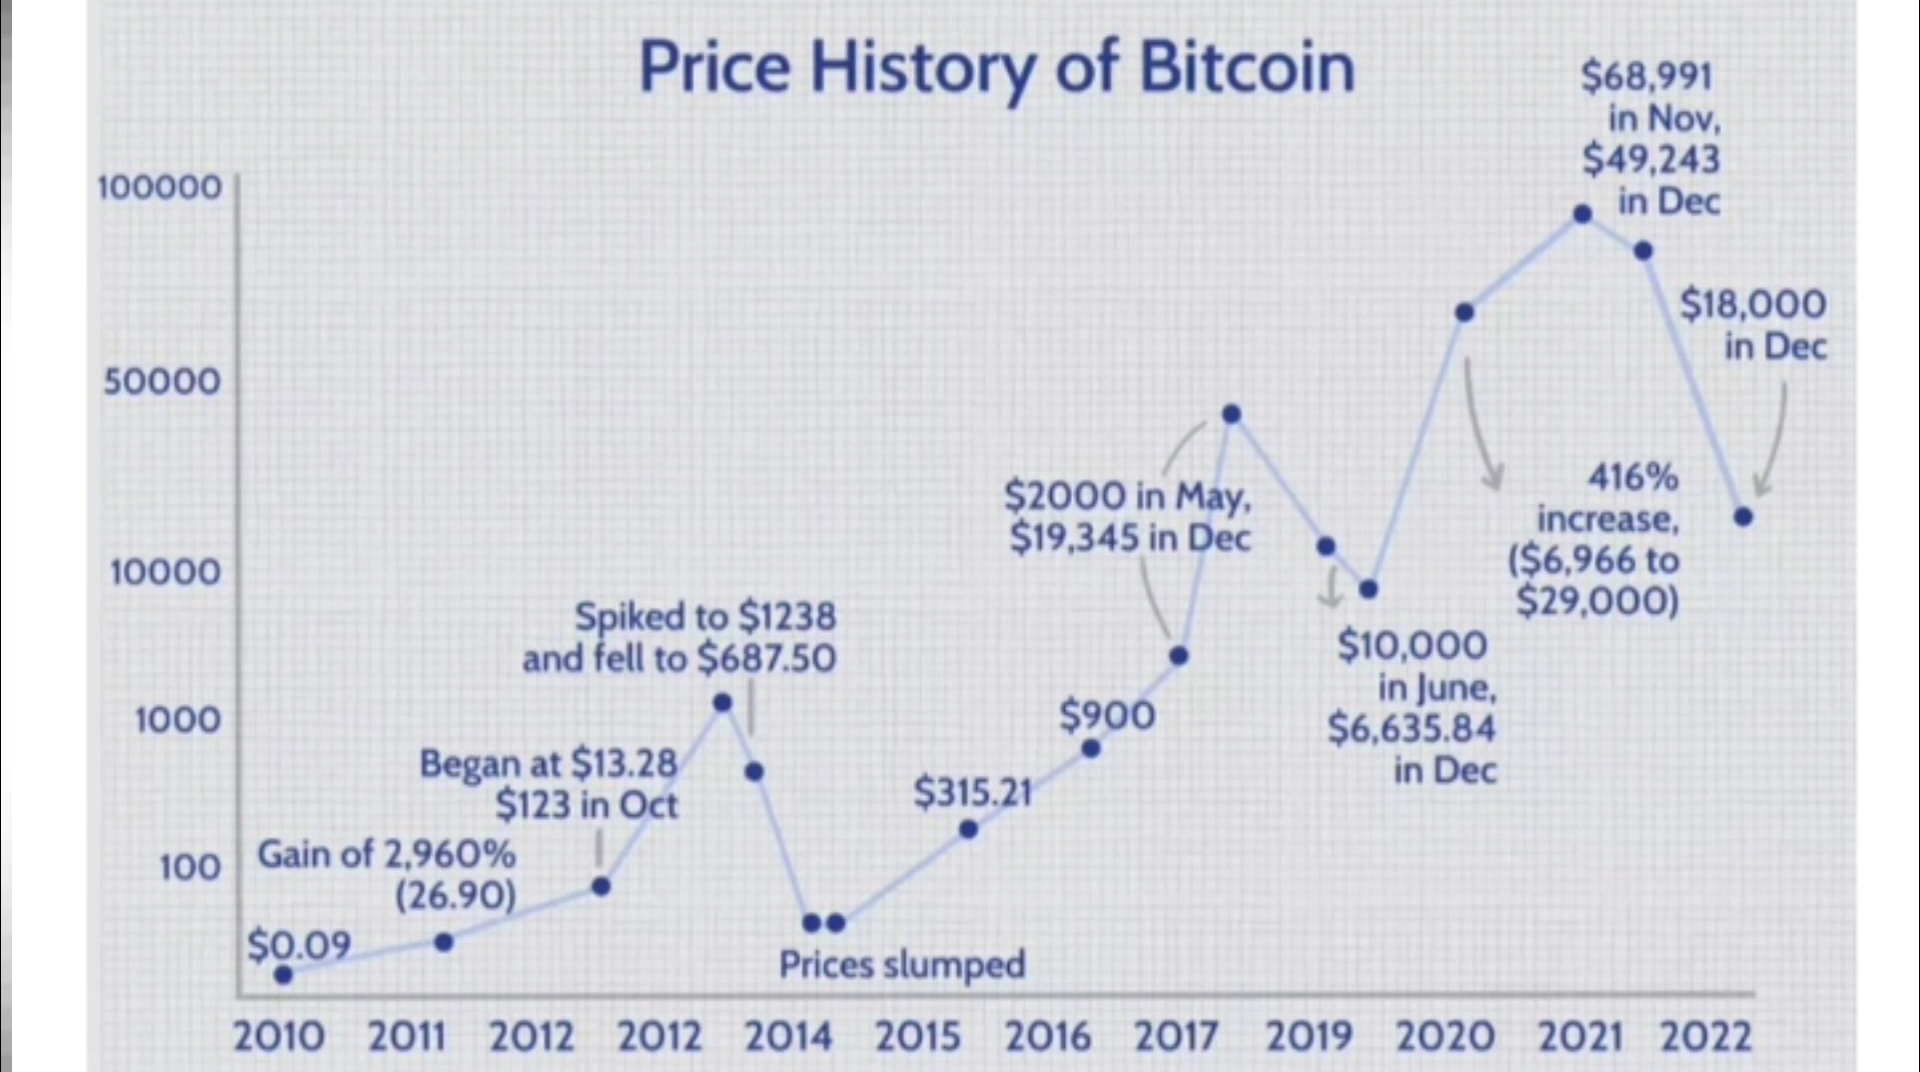 Price History of Bitcoin
$68,991
in Nov,
$49,243
in Dec
100000
50000
10000
1000
100
$18,000
in Dec
416%
increase,
($6,966 to
$29,000)
$2000 in May,
$19,345 in Dec
$10,000
in June,
$6,635.84
in Dec
Spiked to $1238
and fell to $687.50
$900
Began at $13.28
$123 in Oct
$315.21
Gain of 2,960%
(26.90)
$0.09
Prices slumped
2010 2011 2012 2012 2014 2015 2016 2017 2019 2020 2021 2022